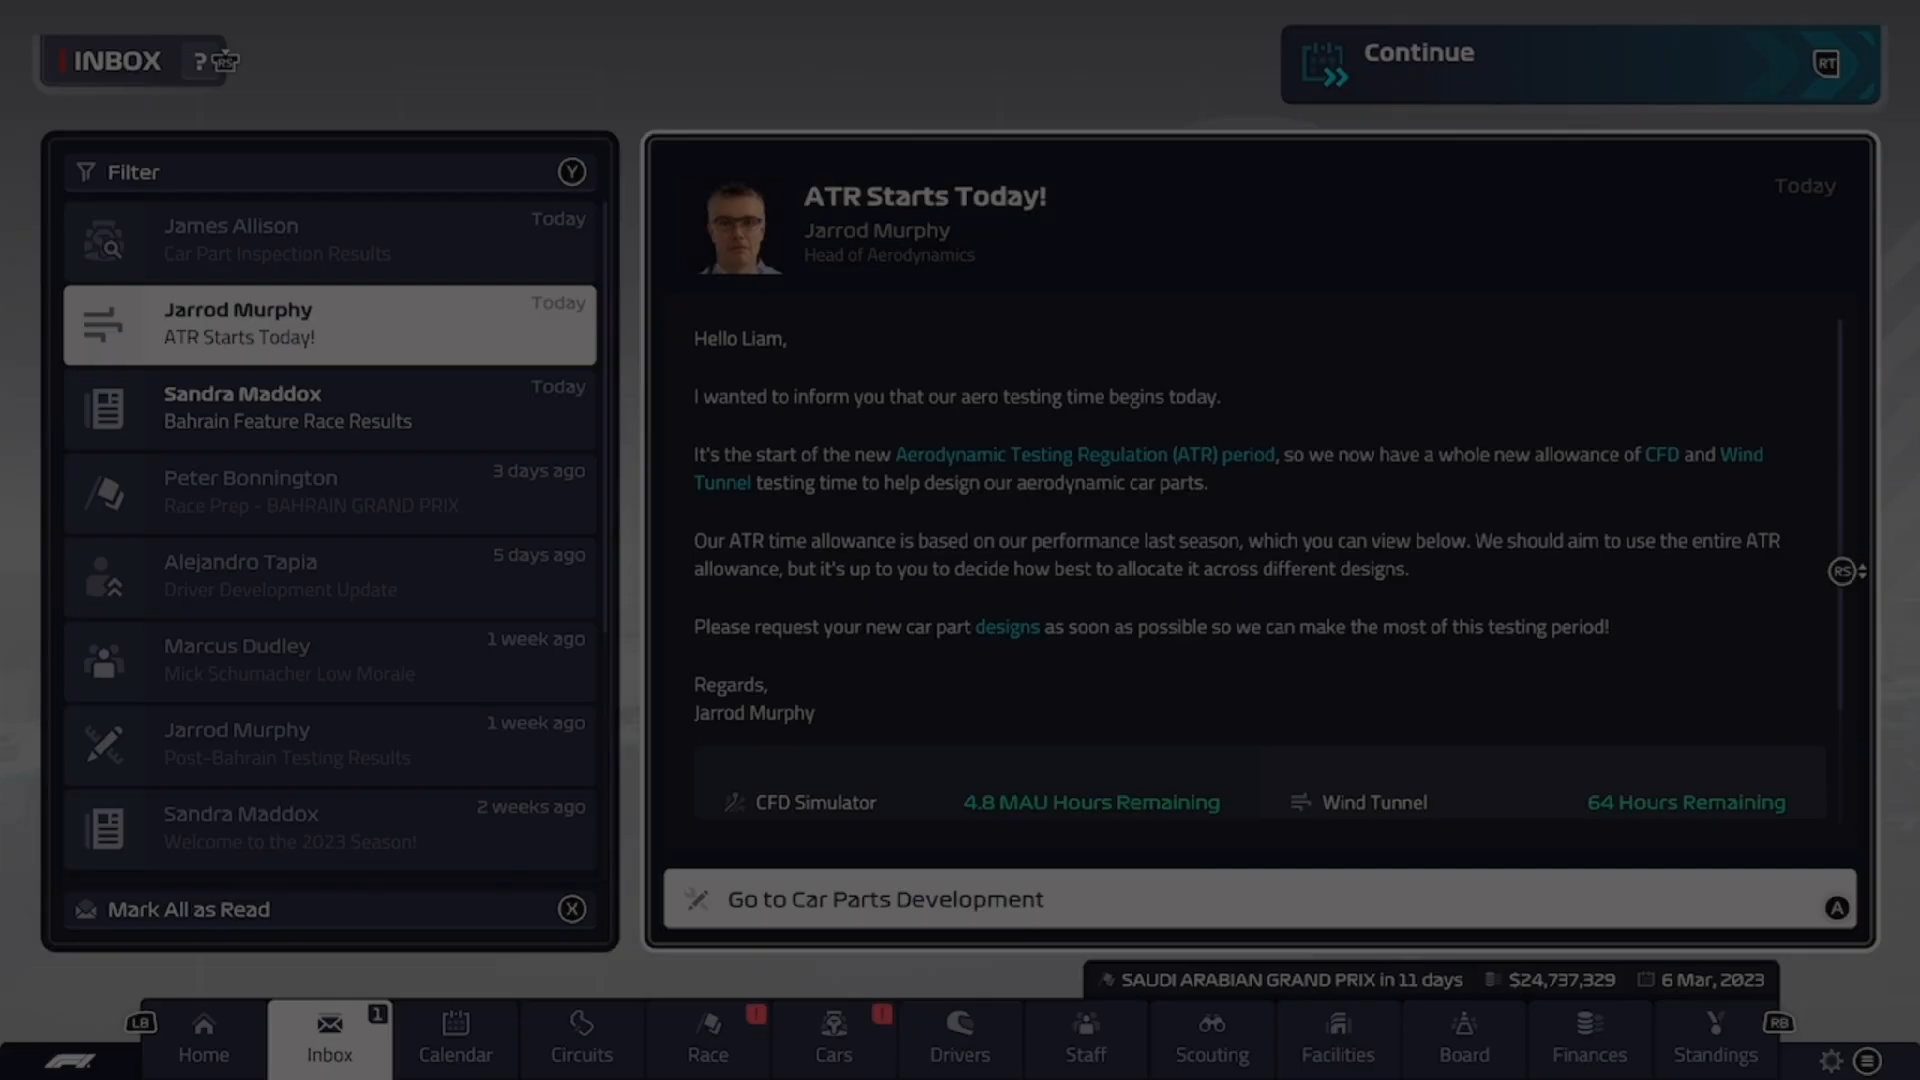 INBOX
?
RS
Continue
RT
Filter
Y
James Allison
Today
Car Part Inspection Results
Jarrod Murphy
Today
ATR Starts Today!
Sandra Maddox
Today
Bahrain Feature Race Results
Peter Bonnington
3 days ago
Race Prep - BAHRAIN GRAND PRIX
Alejandro Tapia
5 days ago
Driver Development Update
Marcus Dudley
1 week ago
Mick Schumacher Low Morale
Jarrod Murphy
1 week ago
Post-Bahrain Testing Results
Sandra Maddox
2 weeks ago
Welcome to the 2023 Season!
Mark All as Read
X
ATR Starts Today!
Today
Jarrod Murphy
Head of Aerodynamics
Hello Liam,
I wanted to inform you that our aero testing time begins today.
It's the start of the new Aerodynamic Testing Regulation (ATR) period, so we now have a whole new allowance of CFD and Wind
Tunnel testing time to help design our aerodynamic car parts.
Our ATR time allowance is based on our performance last season, which you can view below. We should aim to use the entire ATR
allowance, but it's up to you to decide how best to allocate it across different designs.
RS
Please request your new car part designs as soon as possible so we can make the most of this testing period!
Regards,
Jarrod Murphy
CFD Simulator 4.8 MAU Hours Remaining Wind Tunnel 64 Hours Remaining
Go to Car Parts Development
A
SAUDI ARABIAN GRAND PRIX in 11 days $24,737,329 6 Mar, 2023
LB
1
!
!
RB
Home Inbox Calendar Circuits Race Cars Drivers Staff Scouting Facilities Board Finances Standings